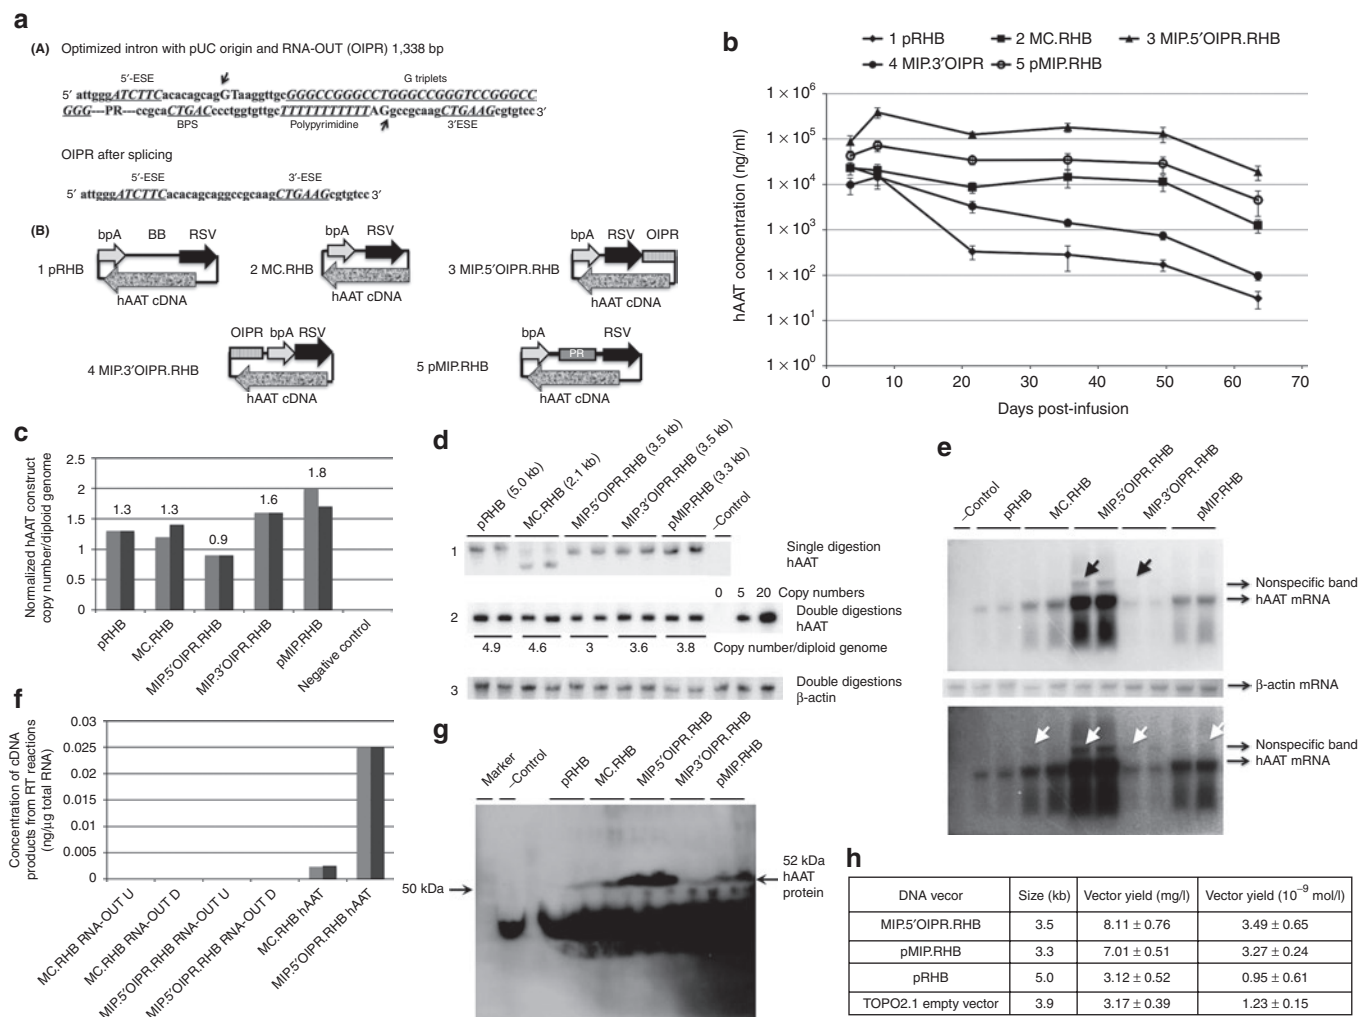 a
(A) Optimized intron with pUC origin and RNA-OUT (OIPR) 1,338 bp
5′-ESE G triplets
5′ attgggATCTTCacacagcagGTaaggttgcGGGCCGGGCCTGGGCCGGGTCCGGGCC
GGG---PR---ccgcaCTGACccctggtgttgcTTTTTTTTTTTAGgccgcaagCTGAAGcgtgtcc 3′
BPS Polypyrimidine 3′ESE
OIPR after splicing
5′-ESE 3′-ESE
5′ attgggATCTTCacacagcaggccgcaagCTGAAGcgtgtcc 3′
(B)
bpA BB RSV
1 pRHB
hAAT cDNA
bpA RSV
2 MC.RHB
hAAT cDNA
bpA RSV OIPR
3 MIP.5′OIPR.RHB
hAAT cDNA
OIPR bpA RSV
4 MIP.3′OIPR.RHB
hAAT cDNA
bpA RSV
PR
5 pMIP.RHB
hAAT cDNA
b
1 pRHB 2 MC.RHB 3 MIP.5′OIPR.RHB
4 MIP.3′OIPR 5 pMIP.RHB
hAAT concentration (ng/ml)
1 × 10⁶
1 × 10⁵
1 × 10⁴
1 × 10³
1 × 10²
1 × 10¹
1 × 10⁰
0 10 20 30 40 50 60 70
Days post-infusion
c
Normalized hAAT construct
copy number/diploid genome
2.5
2
1.5
1
0.5
0
1.3 1.3 0.9 1.6 1.8
pRHB
MC.RHB
MIP.5′OIPR.RHB
MIP.3′OIPR.RHB
pMIP.RHB
Negative control
d
pRHB (5.0 kb)
MC.RHB (2.1 kb)
MIP.5′OIPR.RHB (3.5 kb)
MIP.3′OIPR.RHB (3.5 kb)
pMIP.RHB (3.3 kb)
–Control
1 Single digestion
hAAT
0 5 20 Copy numbers
2 Double digestions
hAAT
4.9 4.6 3 3.6 3.8 Copy number/diploid genome
3 Double digestions
β-actin
e
–Control
pRHB
MC.RHB
MIP.5′OIPR.RHB
MIP.3′OIPR.RHB
pMIP.RHB
Nonspecific band
hAAT mRNA
β-actin mRNA
Nonspecific band
hAAT mRNA
f
Concentration of cDNA
products from RT reactions
(ng/μg total RNA)
0.03
0.025
0.02
0.015
0.01
0.005
0
MC.RHB RNA-OUT U
MC.RHB RNA-OUT D
MIP.5′OIPR.RHB RNA-OUT U
MIP.5′OIPR.RHB RNA-OUT D
MC.RHB hAAT
MIP.5′OIPR.RHB hAAT
g
Marker
–Control
pRHB
MC.RHB
MIP.5′OIPR.RHB
MIP.3′OIPR.RHB
pMIP.RHB
50 kDa
52 kDa
hAAT
protein
h
DNA vecor Size (kb) Vector yield (mg/l) Vector yield (10⁻⁹ mol/l)
MIP.5′OIPR.RHB 3.5 8.11 ± 0.76 3.49 ± 0.65
pMIP.RHB 3.3 7.01 ± 0.51 3.27 ± 0.24
pRHB 5.0 3.12 ± 0.52 0.95 ± 0.61
TOPO2.1 empty vector 3.9 3.17 ± 0.39 1.23 ± 0.15